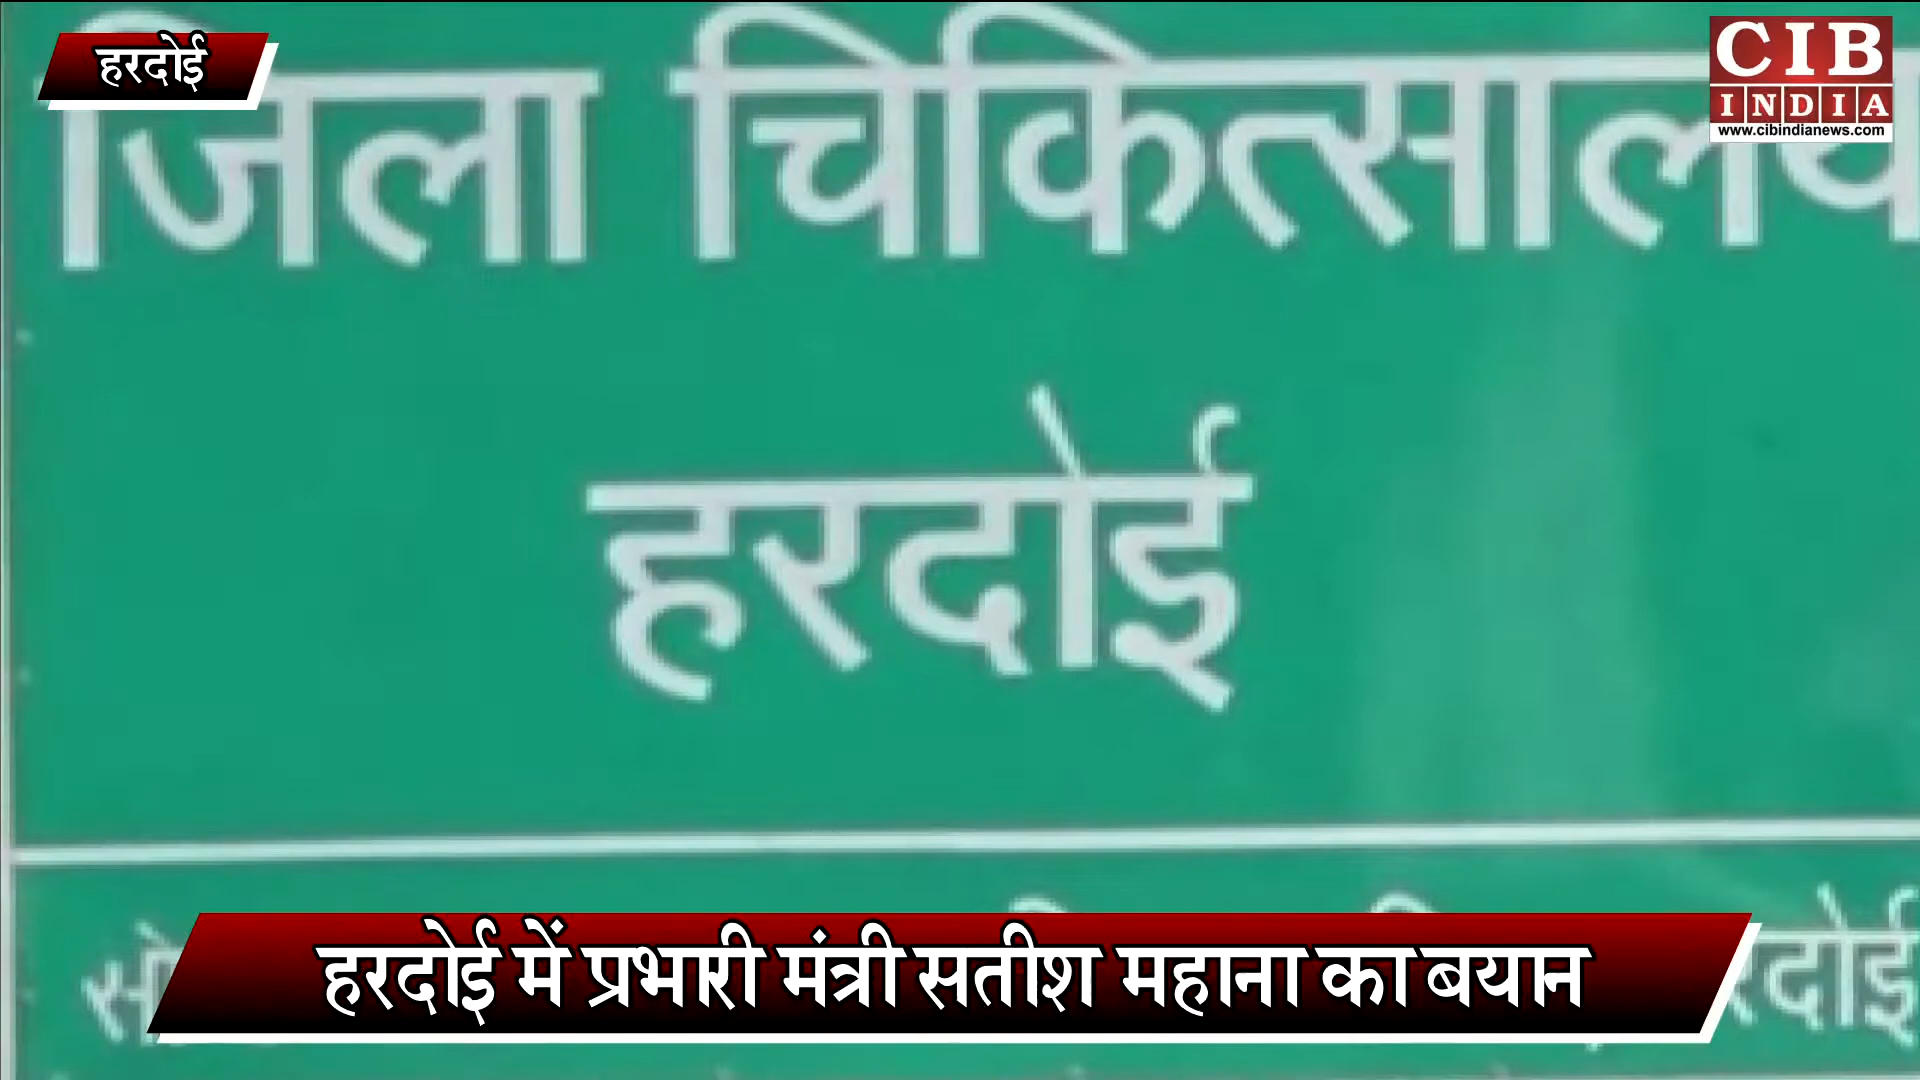 हरदोई
CIB
INDIA
www.cibindianews.com
जिला चिकित्सालय
हरदोई
हरदोई में प्रभारी मंत्री सतीश महाना का बयान